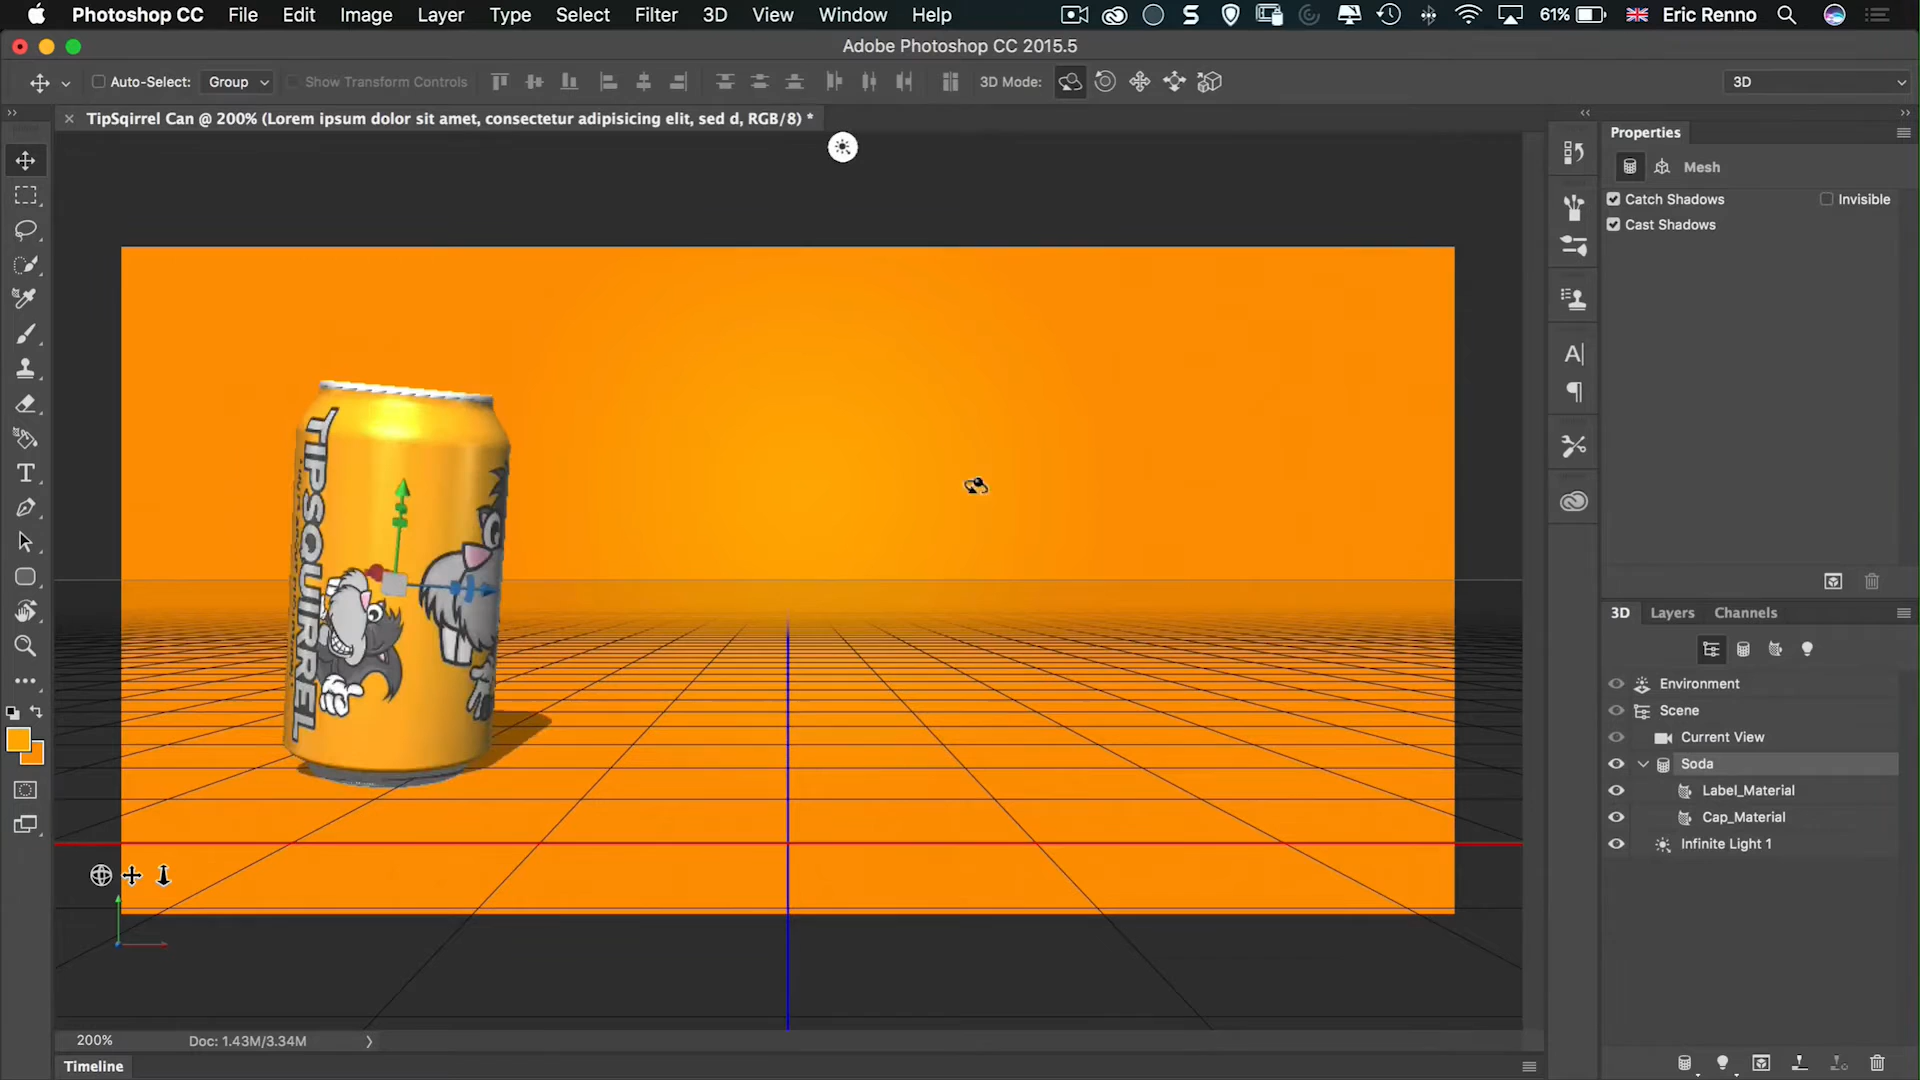 Photoshop CC File Edit Image Layer Type Select Filter 3D View Window Help 61% Eric Renno
Adobe Photoshop CC 2015.5
Auto-Select: Group Show Transform Controls 3D Mode: 3D
TipSqirrel Can @ 200% (Lorem ipsum dolor sit amet, consectetur adipisicing elit, sed d, RGB/8) *
Properties
Mesh
Catch Shadows Invisible
Cast Shadows
TIPSQUIRREL
3D Layers Channels
Environment
Scene
Current View
Soda
Label_Material
Cap_Material
Infinite Light 1
200% Doc: 1.43M/3.34M
Timeline